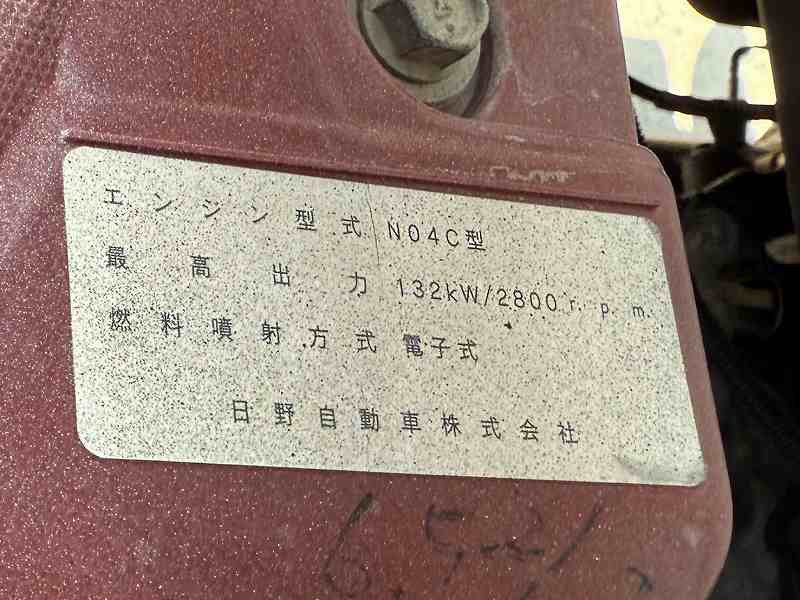 エンジン型式 N04C型
最高出力 132kW/2800r.p.m.
燃料噴射方式 電子式
日野自動車株式会社